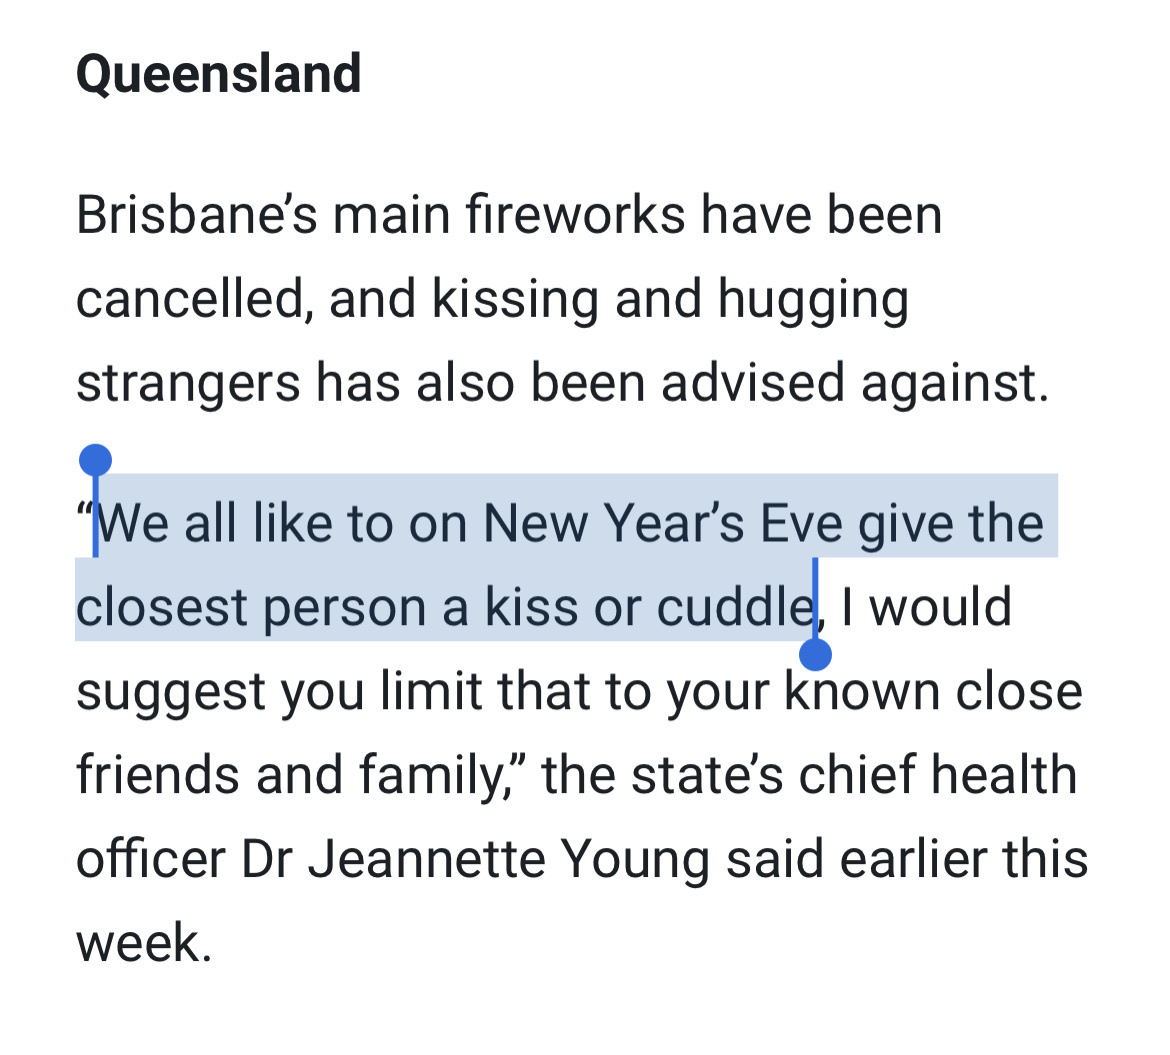 Queensland
Brisbane’s main fireworks have been
cancelled, and kissing and hugging
strangers has also been advised against.
“We all like to on New Year’s Eve give the
closest person a kiss or cuddle, I would
suggest you limit that to your known close
friends and family,” the state’s chief health
officer Dr Jeannette Young said earlier this
week.